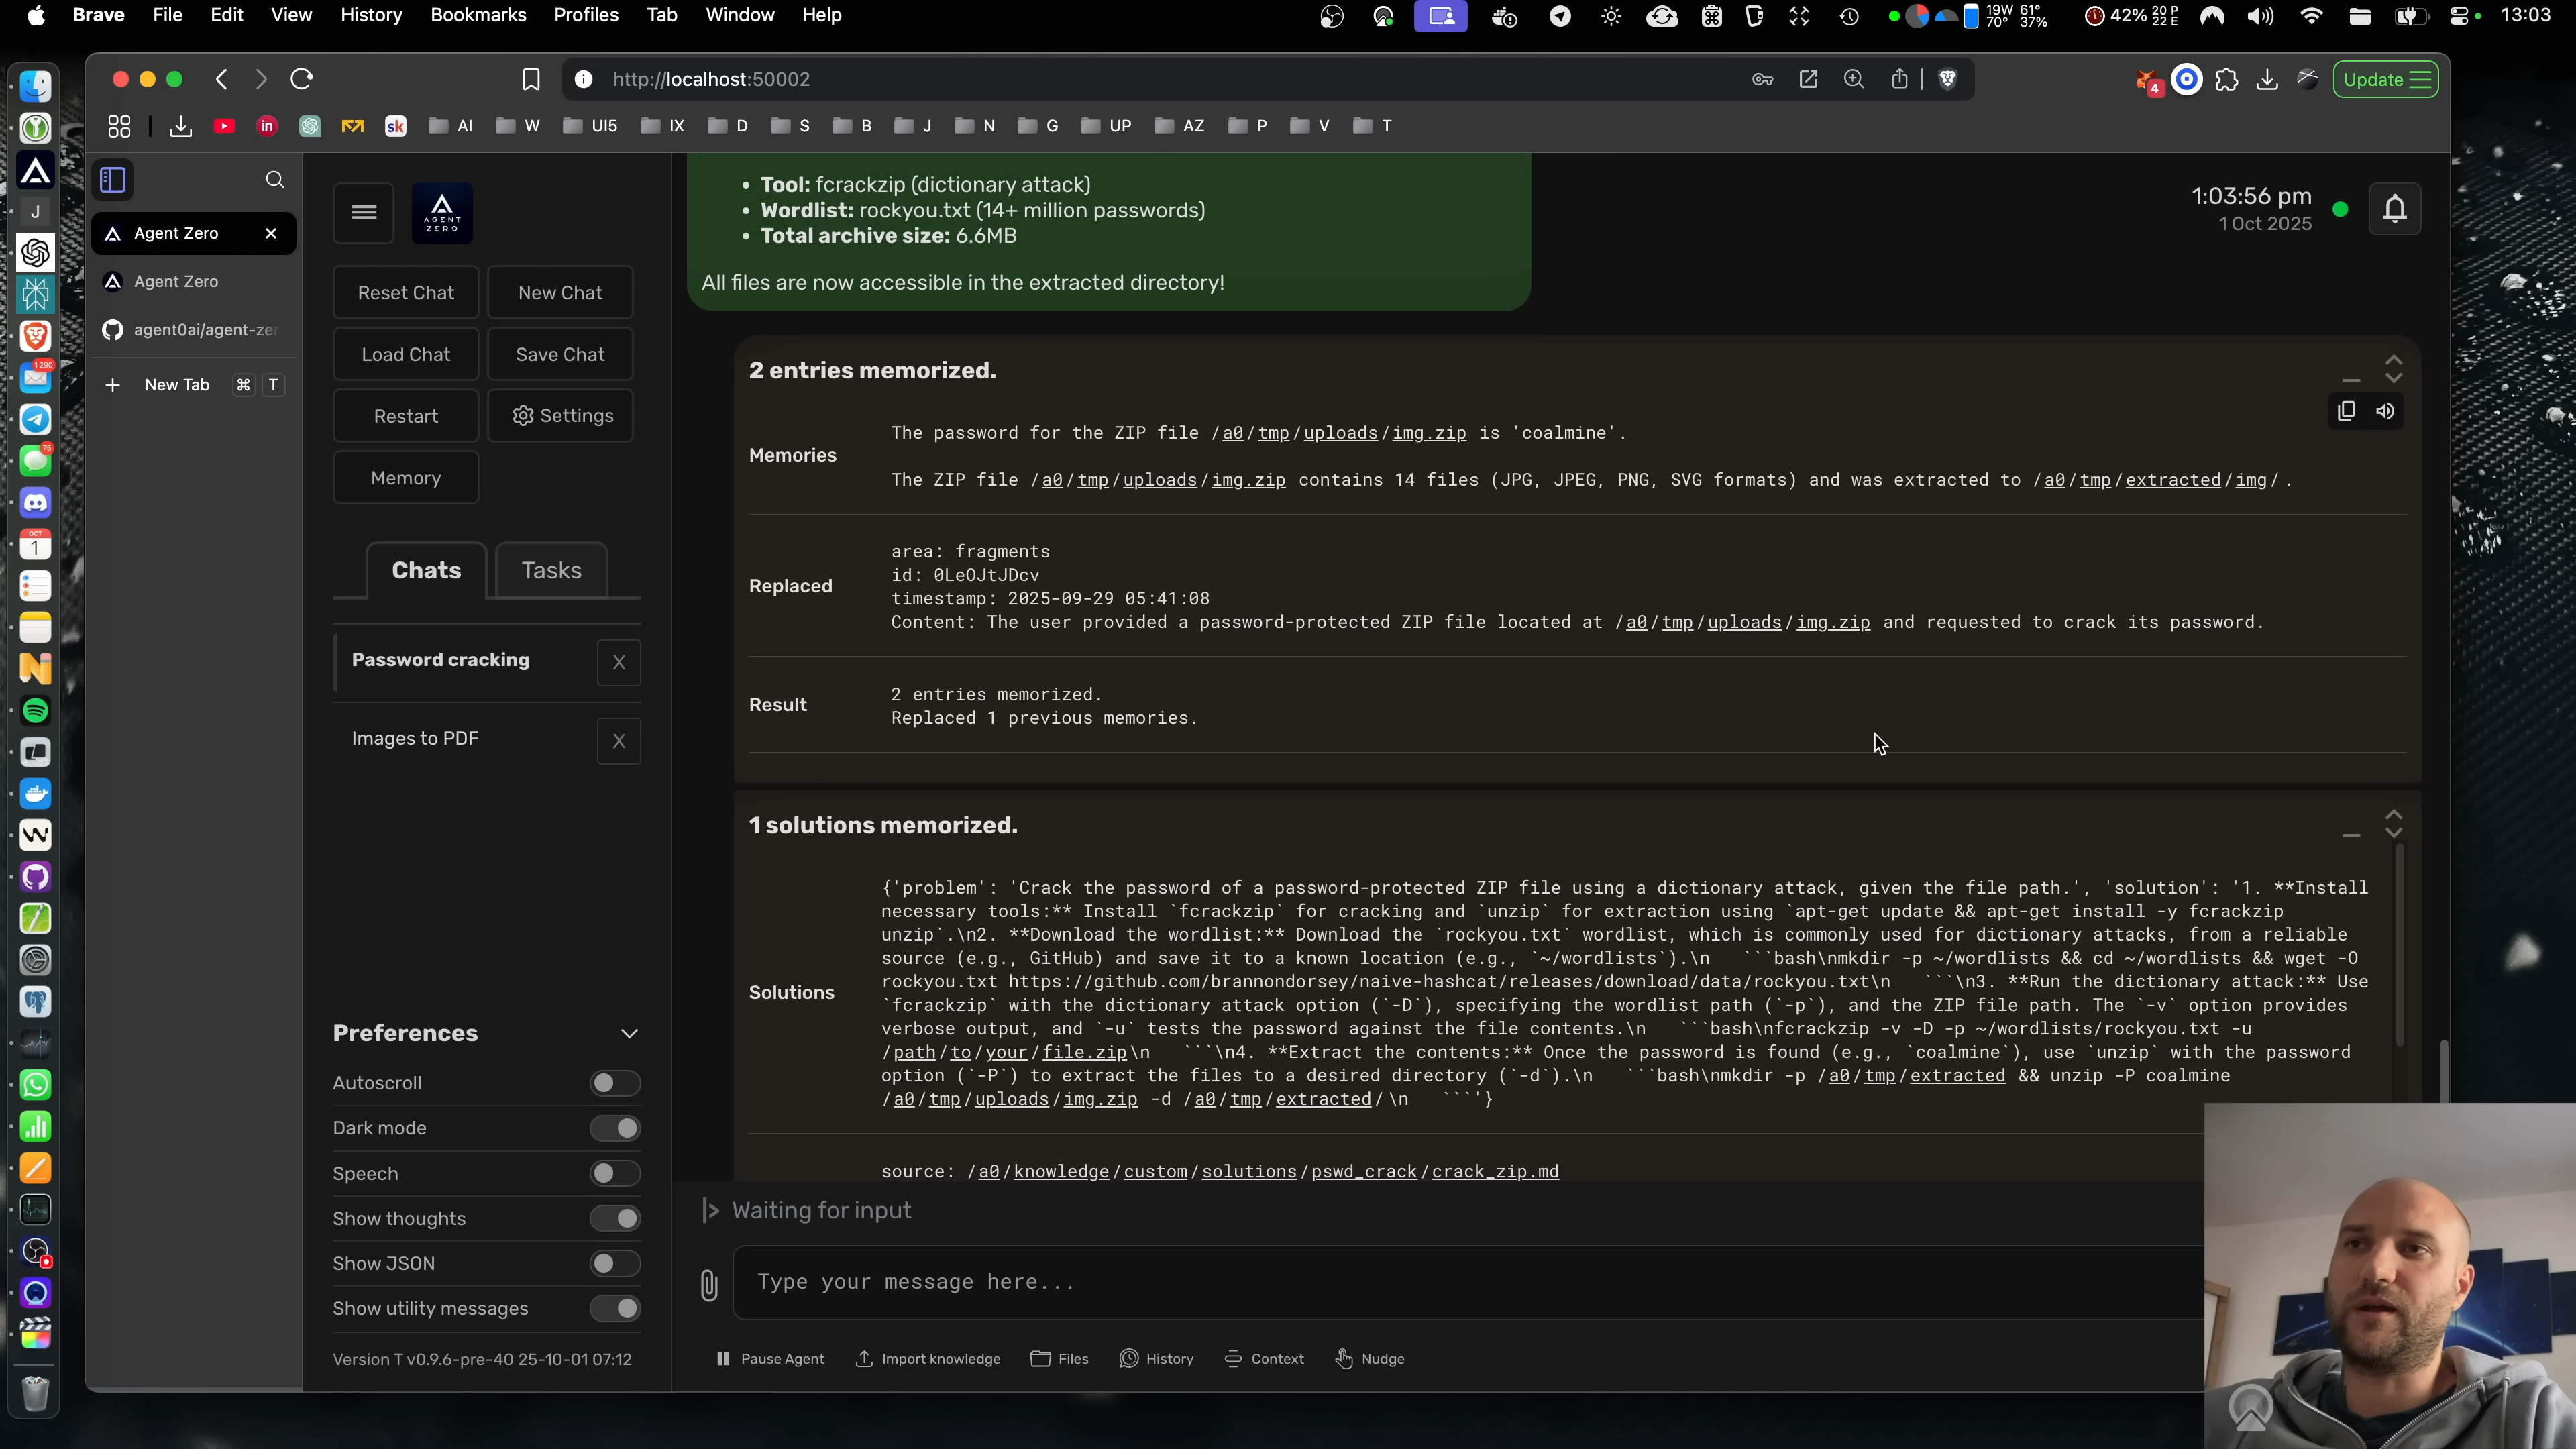 Brave File Edit View History Bookmarks Profiles Tab Window Help
19W 61°
70° 37%
42% 20 P
22 E
13:03
http://localhost:50002
4
Update
in
sk
AI W UI5 IX D S B J N G UP AZ P V T
Agent Zero
Agent Zero
agent0ai/agent-zer
New Tab ⌘ T
J
1290
75
OCT
1
AGENT
ZERO
Reset Chat New Chat
Load Chat Save Chat
Restart Settings
Memory
Chats Tasks
Password cracking X
Images to PDF X
Preferences
Autoscroll
Dark mode
Speech
Show thoughts
Show JSON
Show utility messages
Version T v0.9.6-pre-40 25-10-01 07:12
• Tool: fcrackzip (dictionary attack)
• Wordlist: rockyou.txt (14+ million passwords)
• Total archive size: 6.6MB
All files are now accessible in the extracted directory!
1:03:56 pm
1 Oct 2025
2 entries memorized.
Memories
The password for the ZIP file /a0/tmp/uploads/img.zip is 'coalmine'.
The ZIP file /a0/tmp/uploads/img.zip contains 14 files (JPG, JPEG, PNG, SVG formats) and was extracted to /a0/tmp/extracted/img/.
Replaced
area: fragments
id: 0LeOJtJDcv
timestamp: 2025-09-29 05:41:08
Content: The user provided a password-protected ZIP file located at /a0/tmp/uploads/img.zip and requested to crack its password.
Result
2 entries memorized.
Replaced 1 previous memories.
1 solutions memorized.
Solutions
{'problem': 'Crack the password of a password-protected ZIP file using a dictionary attack, given the file path.', 'solution': '1. **Install
necessary tools:** Install `fcrackzip` for cracking and `unzip` for extraction using `apt-get update && apt-get install -y fcrackzip
unzip`.\n2. **Download the wordlist:** Download the `rockyou.txt` wordlist, which is commonly used for dictionary attacks, from a reliable
source (e.g., GitHub) and save it to a known location (e.g., `~/wordlists`).\n   ```bash\nmkdir -p ~/wordlists && cd ~/wordlists && wget -O
rockyou.txt https://github.com/brannondorsey/naive-hashcat/releases/download/data/rockyou.txt\n   ```\n3. **Run the dictionary attack:** Use
`fcrackzip` with the dictionary attack option (`-D`), specifying the wordlist path (`-p`), and the ZIP file path. The `-v` option provides
verbose output, and `-u` tests the password against the file contents.\n   ```bash\nfcrackzip -v -D -p ~/wordlists/rockyou.txt -u
/path/to/your/file.zip\n   ```\n4. **Extract the contents:** Once the password is found (e.g., `coalmine`), use `unzip` with the password
option (`-P`) to extract the files to a desired directory (`-d`).\n   ```bash\nmkdir -p /a0/tmp/extracted && unzip -P coalmine
/a0/tmp/uploads/img.zip -d /a0/tmp/extracted/\n   ```'}
source: /a0/knowledge/custom/solutions/pswd_crack/crack_zip.md
Waiting for input
Type your message here...
Pause Agent Import knowledge Files History Context Nudge